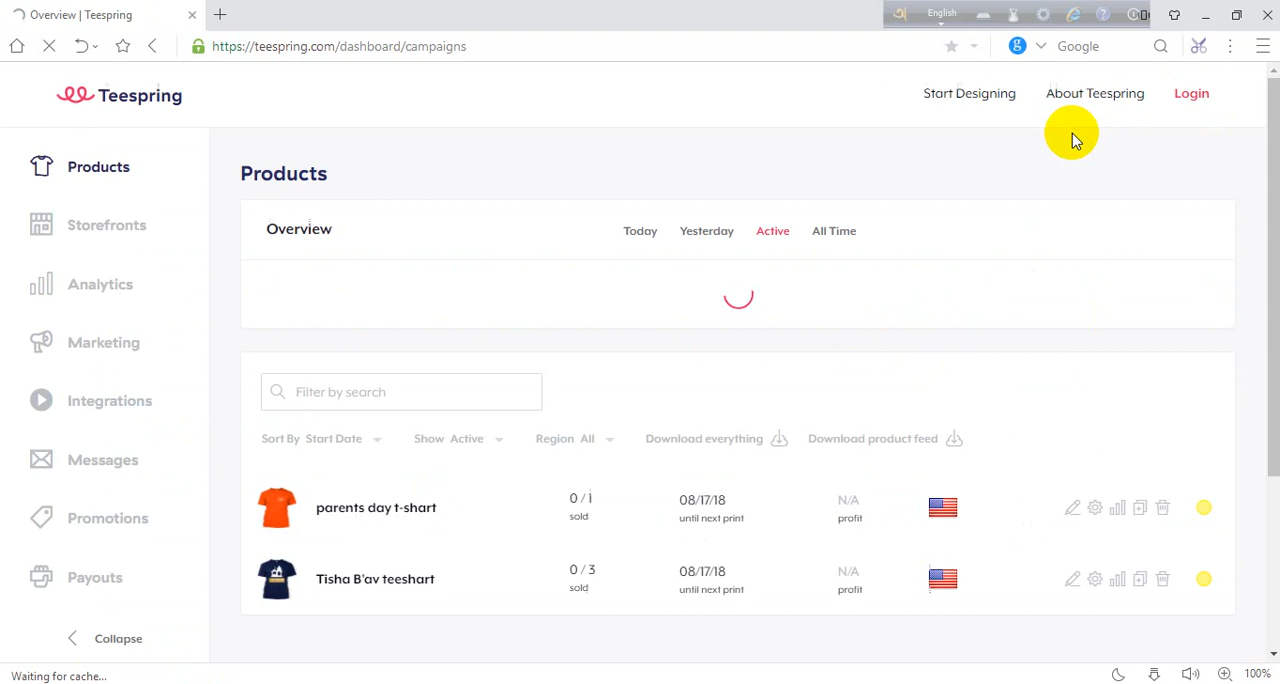 Overview | Teespring
English
https://teespring.com/dashboard/campaigns
Google
Teespring
Start Designing
About Teespring
Login
Products
Storefronts
Analytics
Marketing
Integrations
Messages
Promotions
Payouts
Collapse
Products
Overview
Today
Yesterday
Active
All Time
Filter by search
Sort By Start Date
Show Active
Region All
Download everything
Download product feed
parents day t-shart
0 / 1
sold
08/17/18
until next print
N/A
profit
Tisha B'av teeshart
0 / 3
sold
08/17/18
until next print
N/A
profit
Waiting for cache...
100%